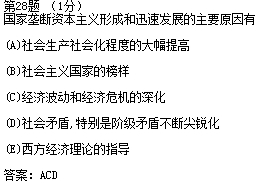 第28题 （1分）
国家垄断资本主义形成和迅速发展的主要原因有
(A)社会生产社会化程度的大幅提高
(B)社会主义国家的榜样
(C)经济波动和经济危机的深化
(D)社会矛盾,特别是阶级矛盾不断尖锐化
(E)西方经济理论的指导
答案：ACD